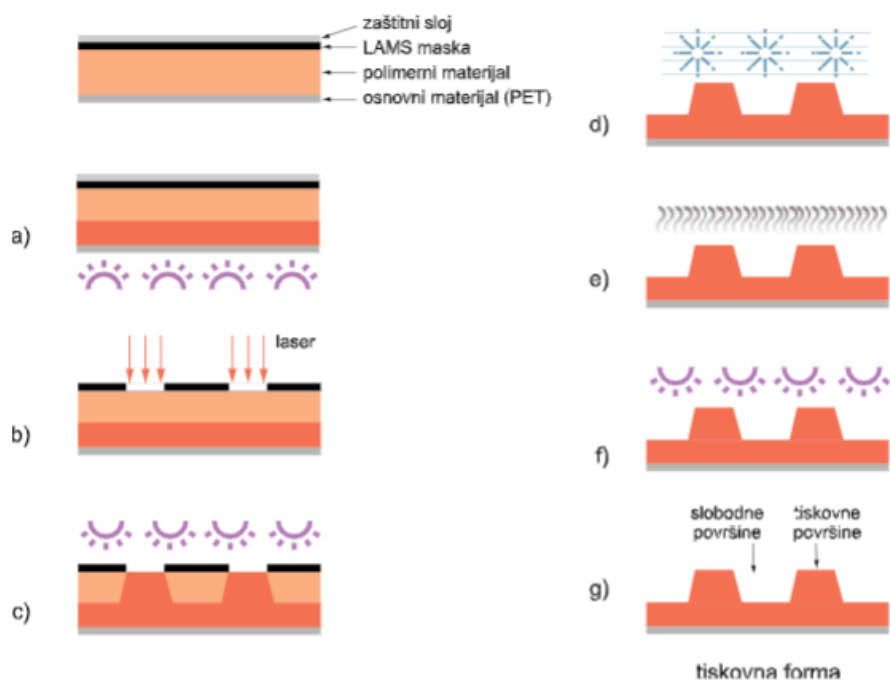 zaštitni sloj
LAMS maska
polimerni materijal
osnovni materijal (PET)
a)
laser
b)
c)
d)
e)
f)
slobodne površine
tiskovne površine
g)
tiskovna forma